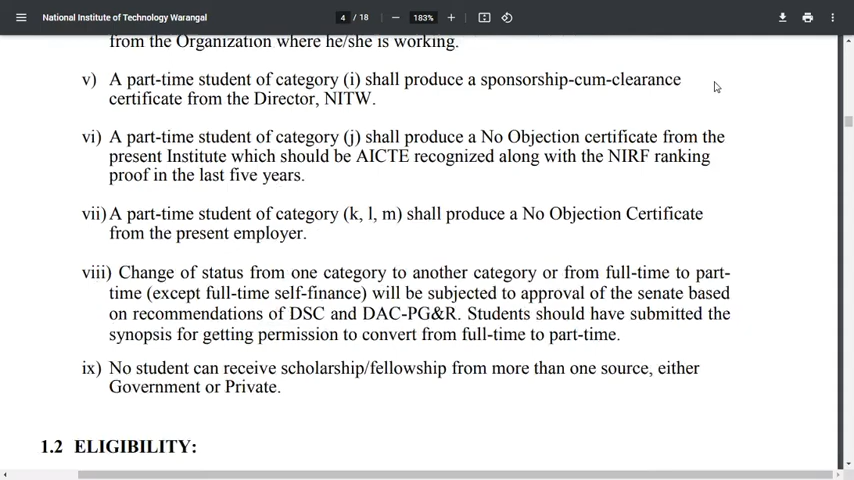 National Institute of Technology Warangal
4 / 18
183%
from the Organization where he/she is working.
v) A part-time student of category (i) shall produce a sponsorship-cum-clearance
certificate from the Director, NITW.
vi) A part-time student of category (j) shall produce a No Objection certificate from the
present Institute which should be AICTE recognized along with the NIRF ranking
proof in the last five years.
vii) A part-time student of category (k, l, m) shall produce a No Objection Certificate
from the present employer.
viii) Change of status from one category to another category or from full-time to part-
time (except full-time self-finance) will be subjected to approval of the senate based
on recommendations of DSC and DAC-PG&R. Students should have submitted the
synopsis for getting permission to convert from full-time to part-time.
ix) No student can receive scholarship/fellowship from more than one source, either
Government or Private.
1.2 ELIGIBILITY: